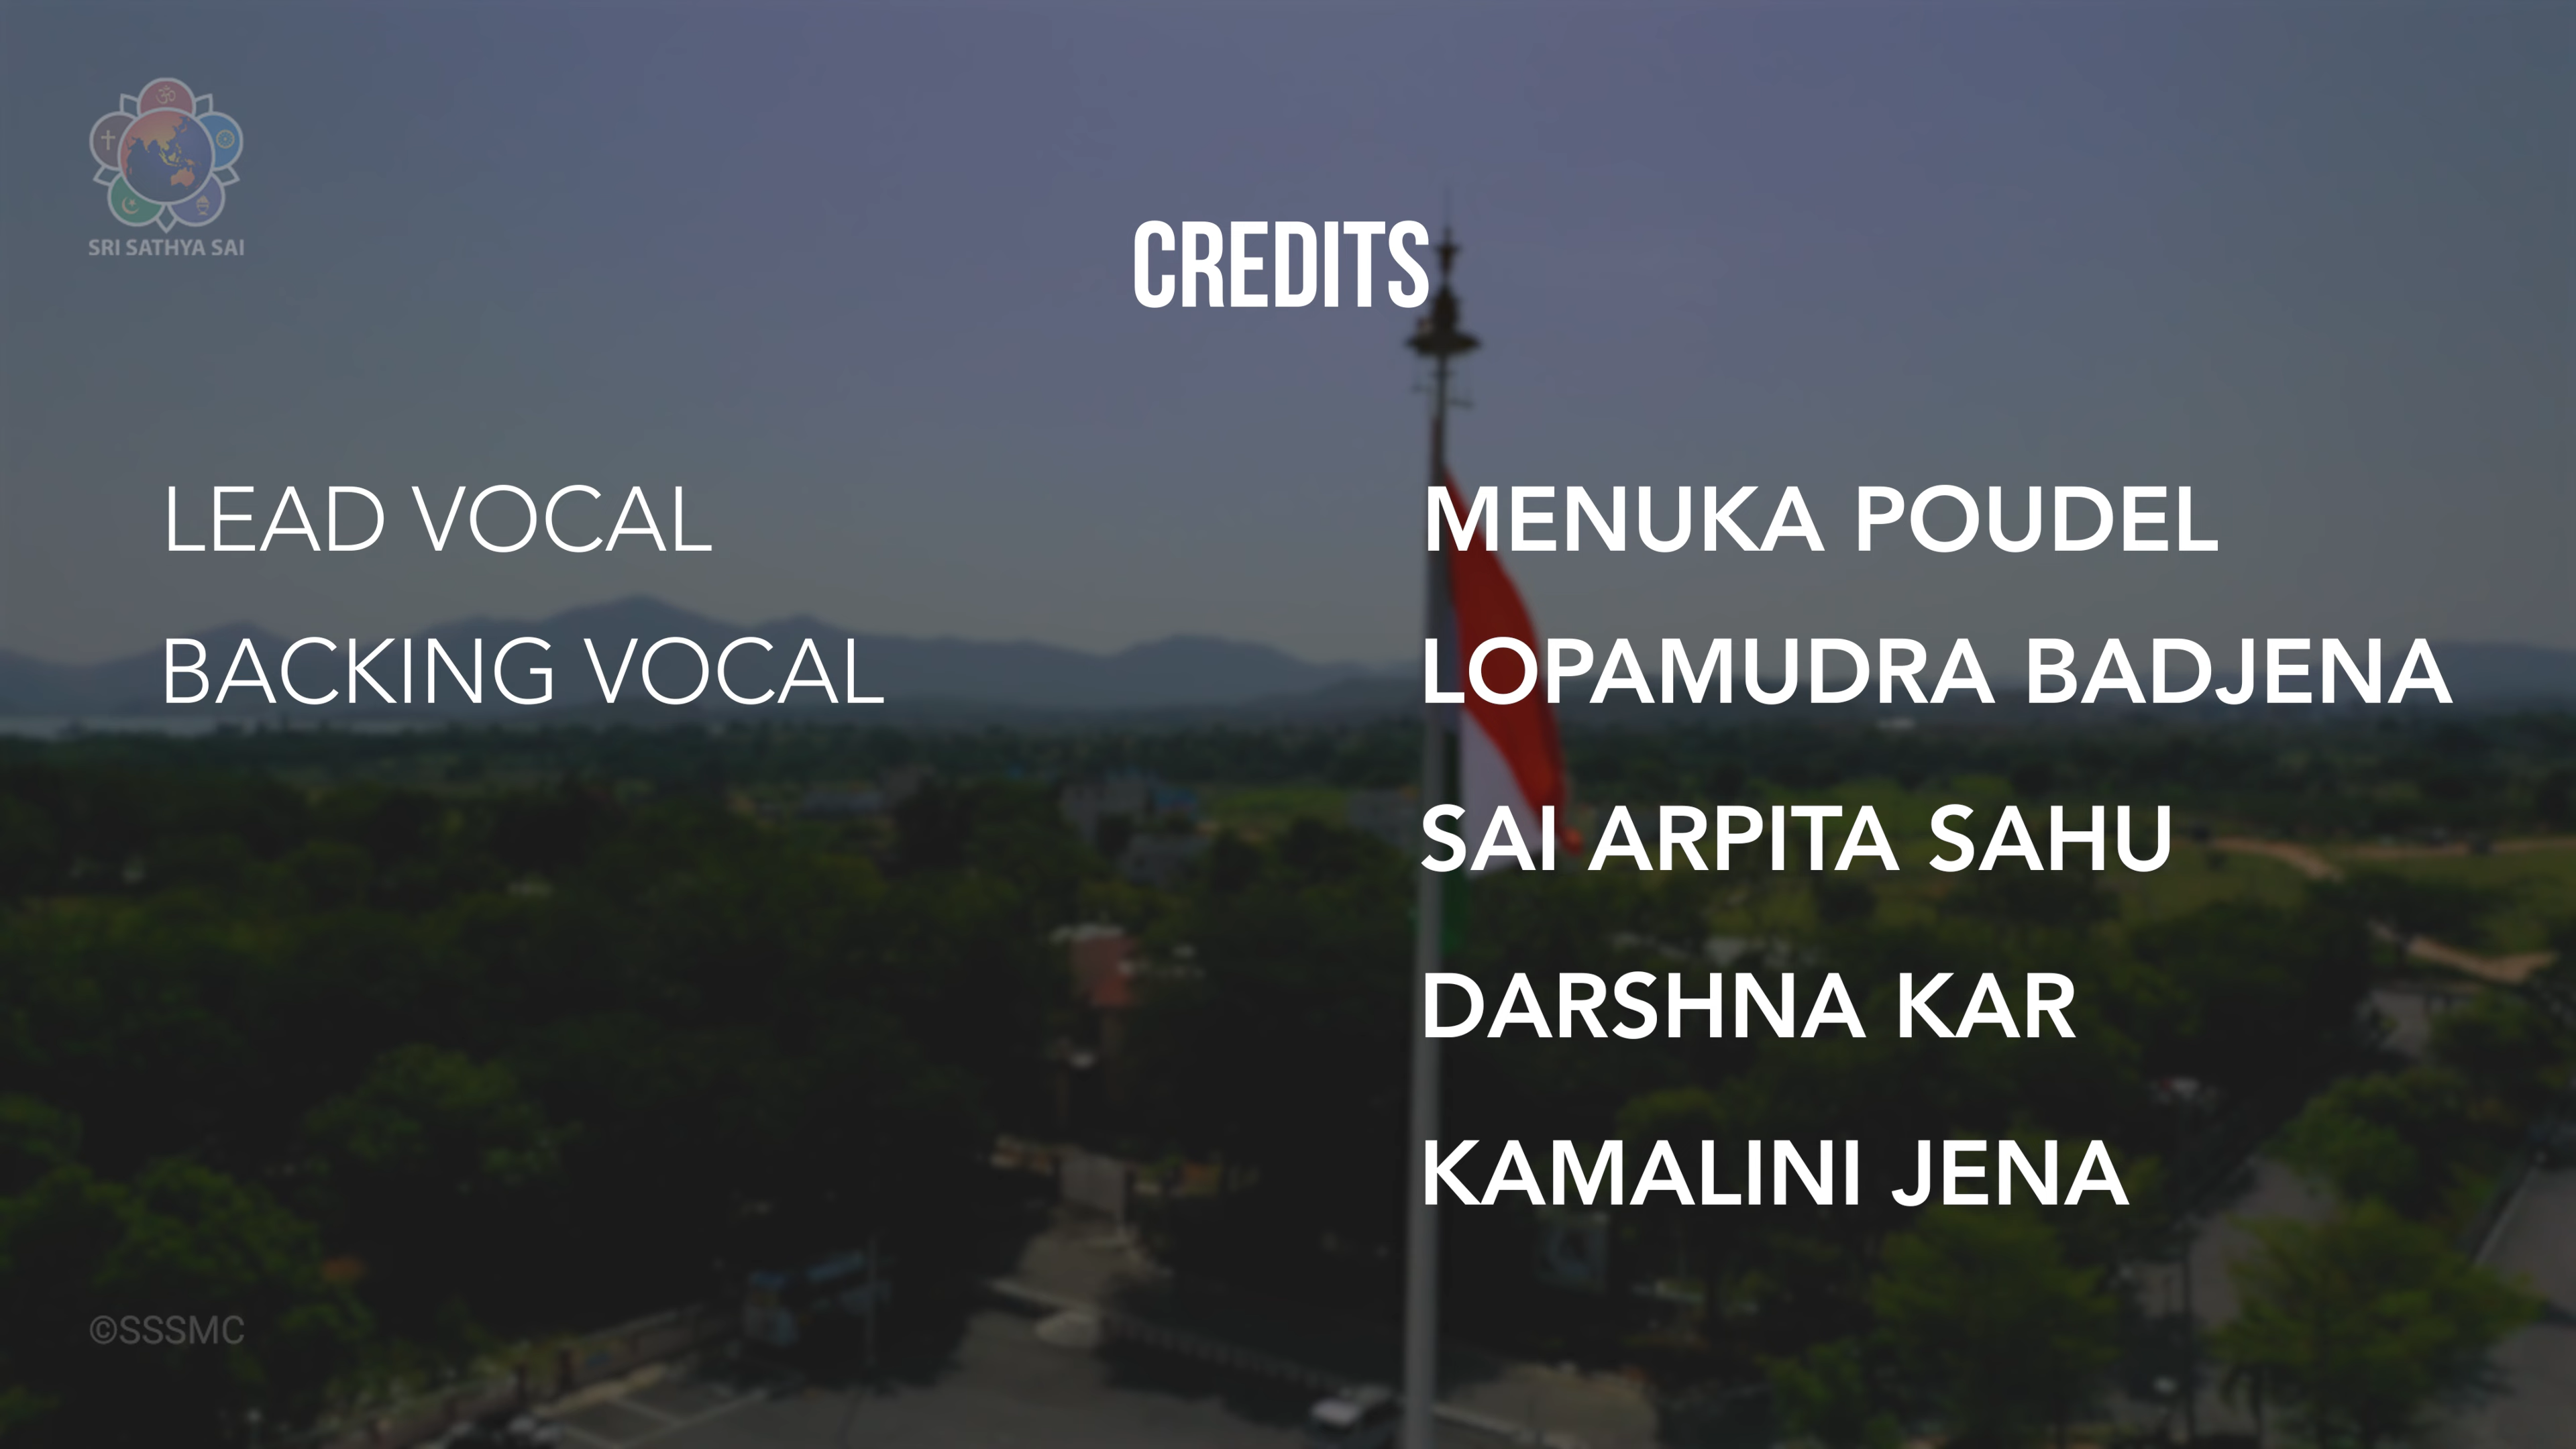 SRI SATHYA SAI
CREDITS
LEAD VOCAL MENUKA POUDEL
BACKING VOCAL LOPAMUDRA BADJENA
SAI ARPITA SAHU
DARSHNA KAR
KAMALINI JENA
©SSSMC